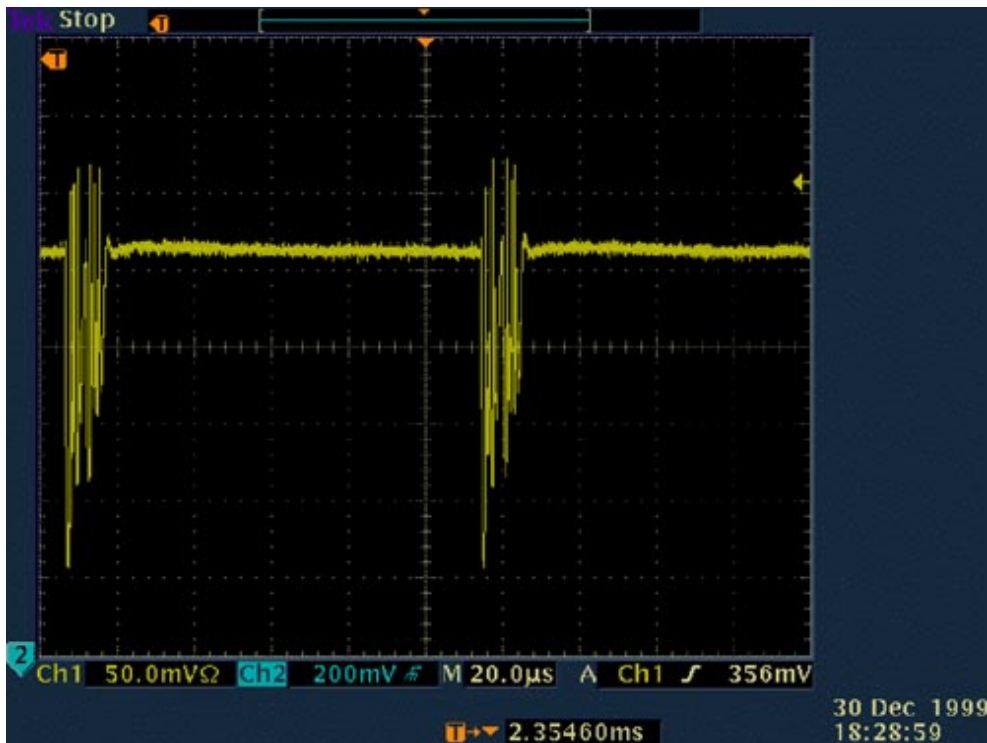 Tek Stop T
T
2
Ch1 50.0mVΩ Ch2 200mV M 20.0µs A Ch1 ʃ 356mV
T 2.35460ms
30 Dec 1999
18:28:59